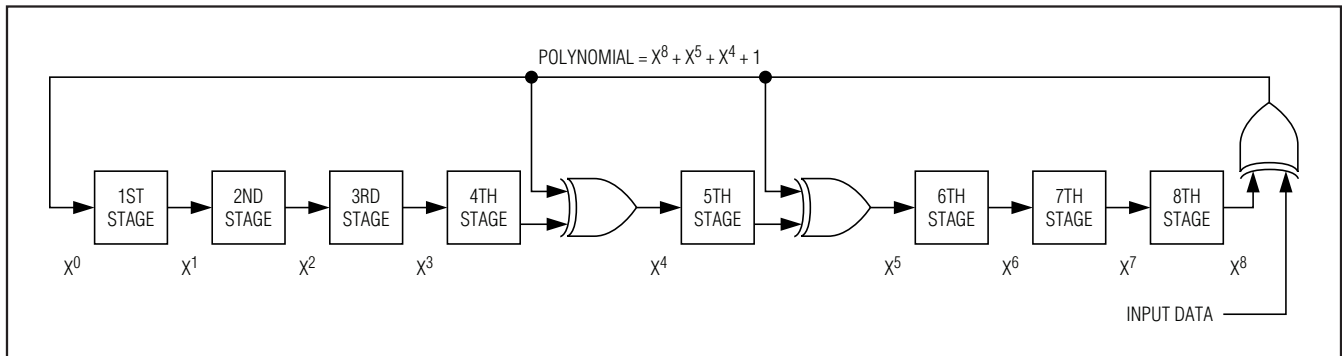 POLYNOMIAL = X⁸ + X⁵ + X⁴ + 1
1ST
STAGE
2ND
STAGE
3RD
STAGE
4TH
STAGE
5TH
STAGE
6TH
STAGE
7TH
STAGE
8TH
STAGE
X⁰
X¹
X²
X³
X⁴
X⁵
X⁶
X⁷
X⁸
INPUT DATA